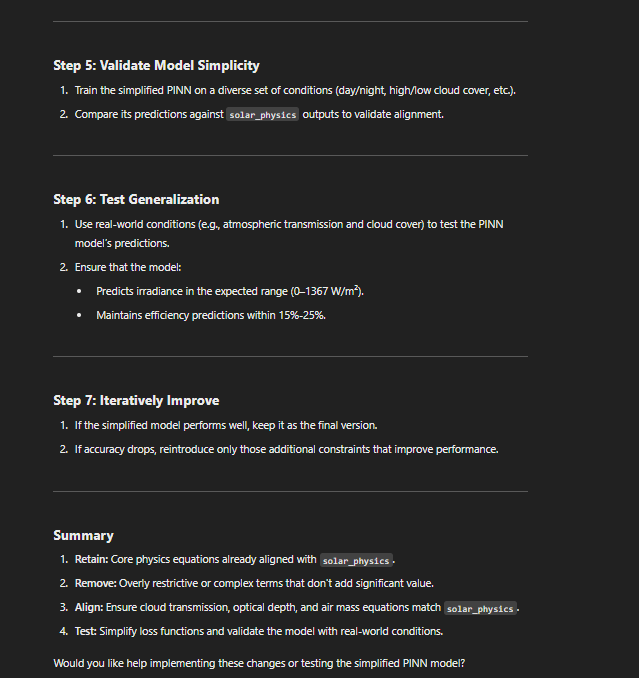 Step 5: Validate Model Simplicity
1. Train the simplified PINN on a diverse set of conditions (day/night, high/low cloud cover, etc.).
2. Compare its predictions against solar_physics outputs to validate alignment.
Step 6: Test Generalization
1. Use real-world conditions (e.g., atmospheric transmission and cloud cover) to test the PINN
model's predictions.
2. Ensure that the model:
• Predicts irradiance in the expected range (0–1367 W/m²).
• Maintains efficiency predictions within 15%-25%.
Step 7: Iteratively Improve
1. If the simplified model performs well, keep it as the final version.
2. If accuracy drops, reintroduce only those additional constraints that improve performance.
Summary
1. Retain: Core physics equations already aligned with solar_physics.
2. Remove: Overly restrictive or complex terms that don't add significant value.
3. Align: Ensure cloud transmission, optical depth, and air mass equations match solar_physics.
4. Test: Simplify loss functions and validate the model with real-world conditions.
Would you like help implementing these changes or testing the simplified PINN model?